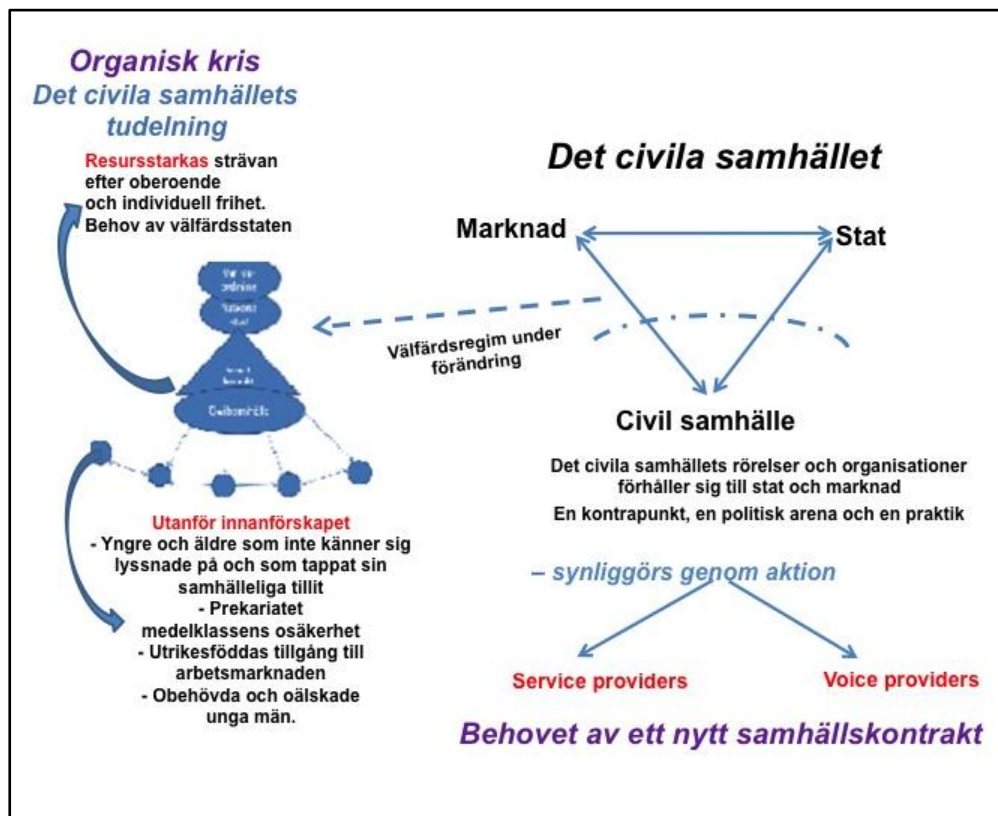 Organisk kris
Det civila samhällets
tudelning
Resursstarkas strävan
efter oberoende
och individuell frihet.
Behov av välfärdsstaten
Utanför innanförskapet
- Yngre och äldre som inte känner sig
lyssnade på och som tappat sin
samhälleliga tillit
- Prekariatet
medelklassens osäkerhet
- Utrikesföddas tillgång till
arbetsmarknaden
- Obehövda och oälskade
unga män.
Det civila samhället
Marknad
Stat
Välfärdsregim under
förändring
Civil samhälle
Det civila samhällets rörelser och organisationer
förhåller sig till stat och marknad
En kontrapunkt, en politisk arena och en praktik
– synliggörs genom aktion
Service providers
Voice providers
Behovet av ett nytt samhällskontrakt